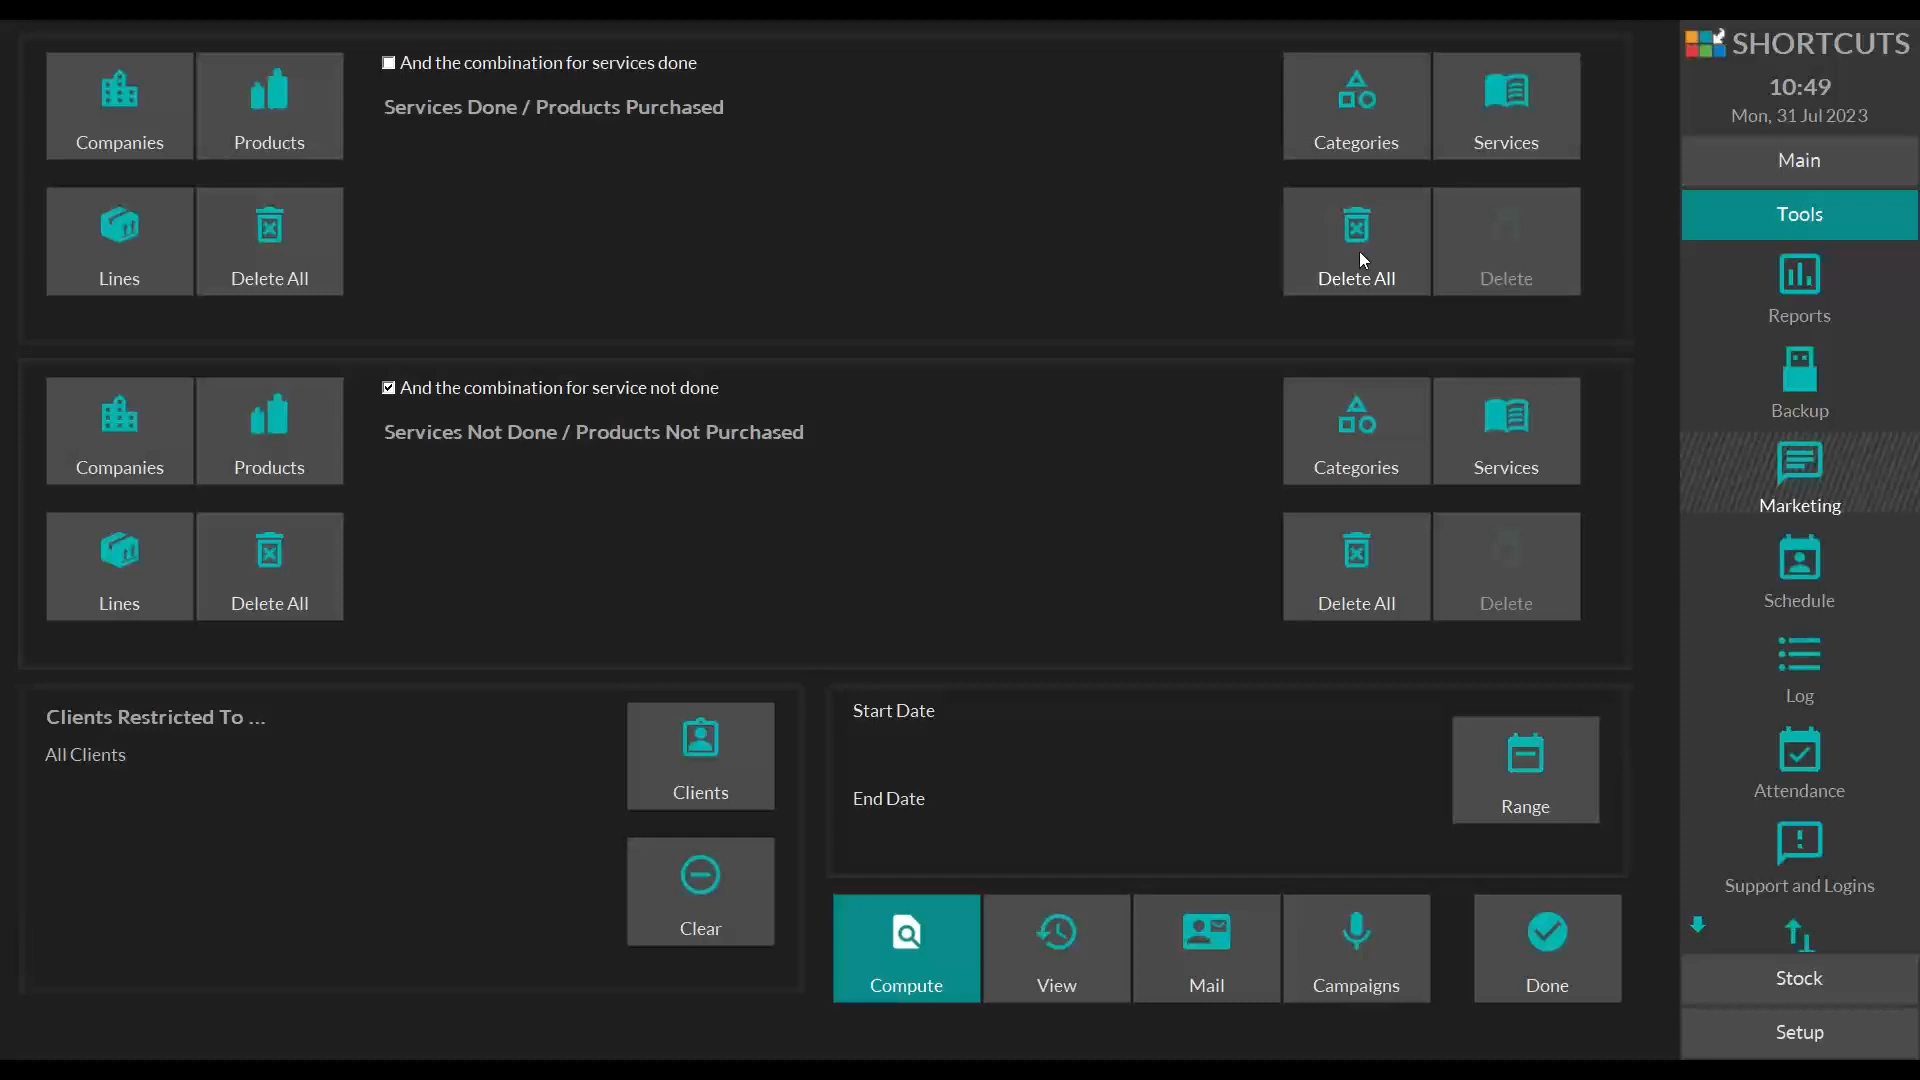 And the combination for services done
Services Done / Products Purchased
Companies
Products
Lines
Delete All
Categories
Services
Delete All
Delete
And the combination for service not done
Services Not Done / Products Not Purchased
Companies
Products
Lines
Delete All
Categories
Services
Delete All
Delete
Clients Restricted To ...
All Clients
Clients
Clear
Start Date
End Date
Range
Compute
View
Mail
Campaigns
Done
SHORTCUTS
10:49
Mon, 31 Jul 2023
Main
Tools
Reports
Backup
Marketing
Schedule
Log
Attendance
Support and Logins
Stock
Setup